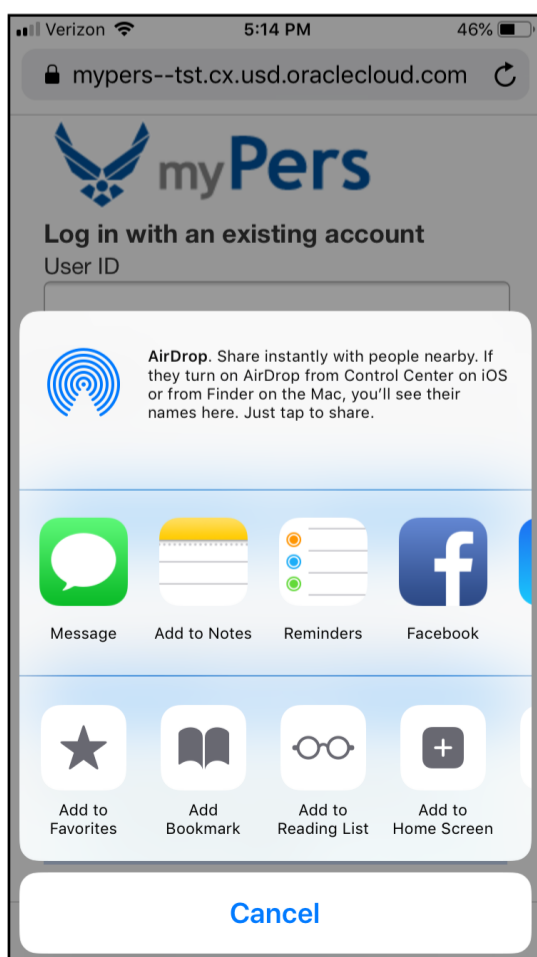 Verizon 5:14 PM 46%
mypers--tst.cx.usd.oraclecloud.com
myPers
Log in with an existing account
User ID
AirDrop. Share instantly with people nearby. If
they turn on AirDrop from Control Center on iOS
or from Finder on the Mac, you’ll see their
names here. Just tap to share.
Message Add to Notes Reminders Facebook
Add to Add Add to Add to
Favorites Bookmark Reading List Home Screen
Cancel